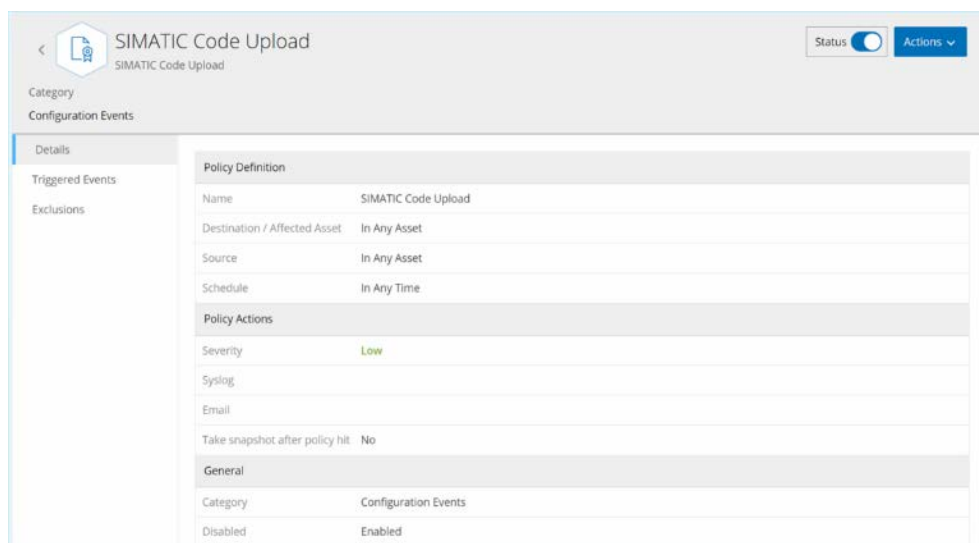 SIMATIC Code Upload
SIMATIC Code Upload
Status
Actions
Category
Configuration Events
Details
Triggered Events
Exclusions
Policy Definition
Name SIMATIC Code Upload
Destination / Affected Asset In Any Asset
Source In Any Asset
Schedule In Any Time
Policy Actions
Severity Low
Syslog
Email
Take snapshot after policy hit No
General
Category Configuration Events
Disabled Enabled